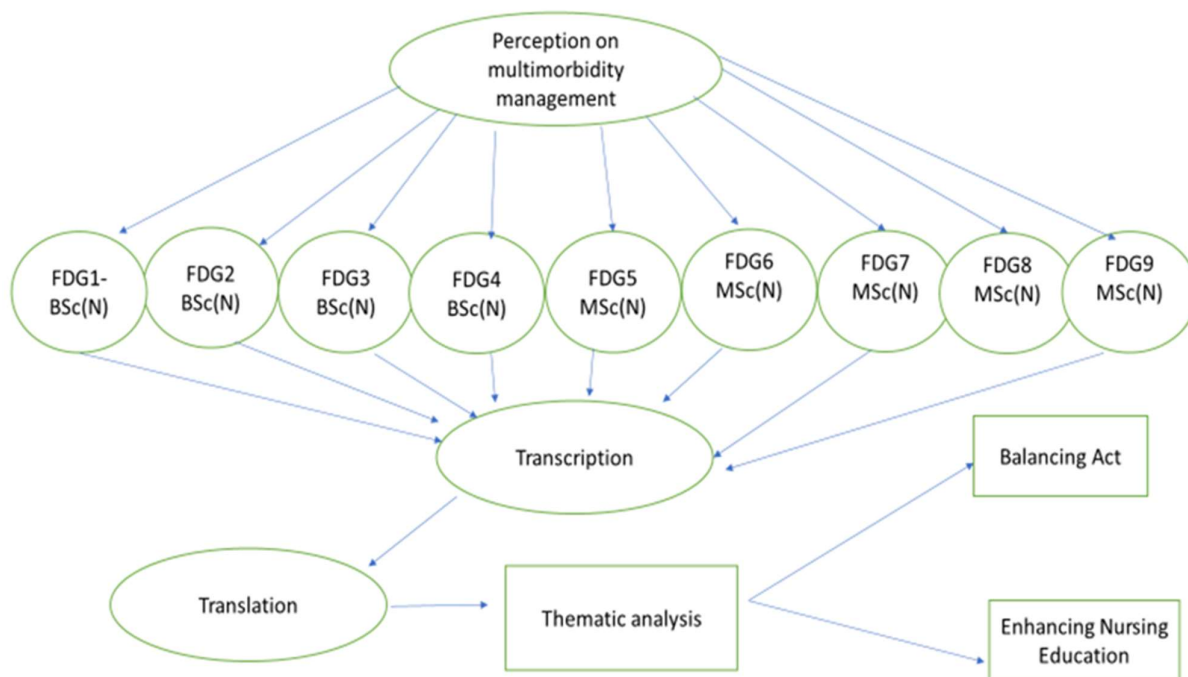 Perception on
multimorbidity
management
FDG1-
BSc(N)
FDG2
BSc(N)
FDG3
BSc(N)
FDG4
BSc(N)
FDG5
MSc(N)
FDG6
MSc(N)
FDG7
MSc(N)
FDG8
MSc(N)
FDG9
MSc(N)
Transcription
Balancing Act
Translation
Thematic analysis
Enhancing Nursing
Education